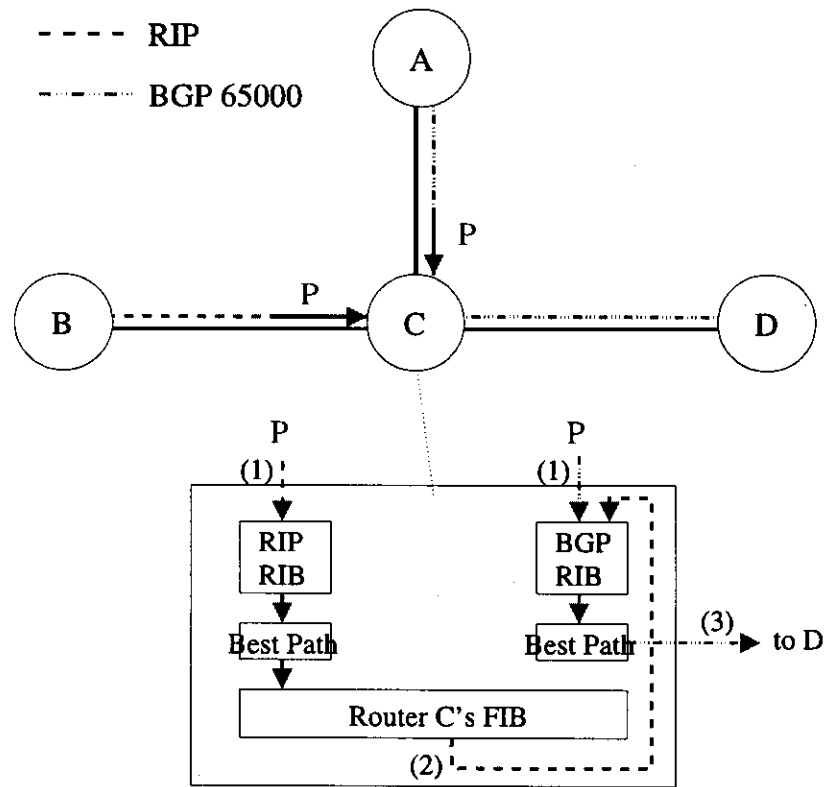 RIP
BGP 65000
A
P
P
B
C
D
P
P
(1)
(1)
RIP
RIB
BGP
RIB
Best Path
Best Path
(3)
to D
Router C's FIB
(2)